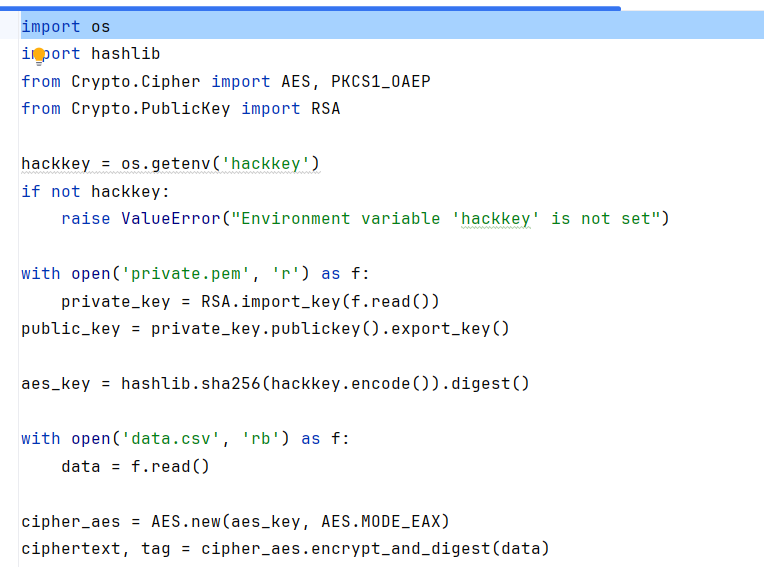 import os
import hashlib
from Crypto.Cipher import AES, PKCS1_OAEP
from Crypto.PublicKey import RSA
hackkey = os.getenv('hackkey')
if not hackkey:
    raise ValueError("Environment variable 'hackkey' is not set")
with open('private.pem', 'r') as f:
    private_key = RSA.import_key(f.read())
public_key = private_key.publickey().export_key()
aes_key = hashlib.sha256(hackkey.encode()).digest()
with open('data.csv', 'rb') as f:
    data = f.read()
cipher_aes = AES.new(aes_key, AES.MODE_EAX)
ciphertext, tag = cipher_aes.encrypt_and_digest(data)